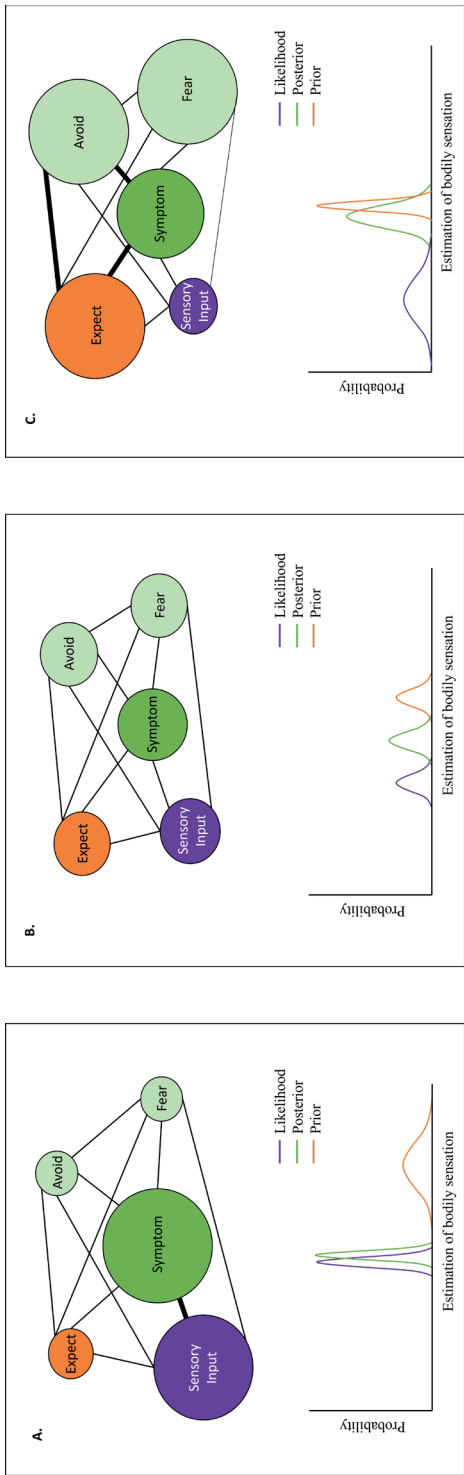 A.
Expect
Avoid
Fear
Symptom
Sensory
Input
Likelihood
Posterior
Prior
Probability
Estimation of bodily sensation
B.
Expect
Avoid
Fear
Symptom
Sensory
Input
Likelihood
Posterior
Prior
Probability
Estimation of bodily sensation
C.
Expect
Avoid
Fear
Symptom
Sensory
Input
Likelihood
Posterior
Prior
Probability
Estimation of bodily sensation